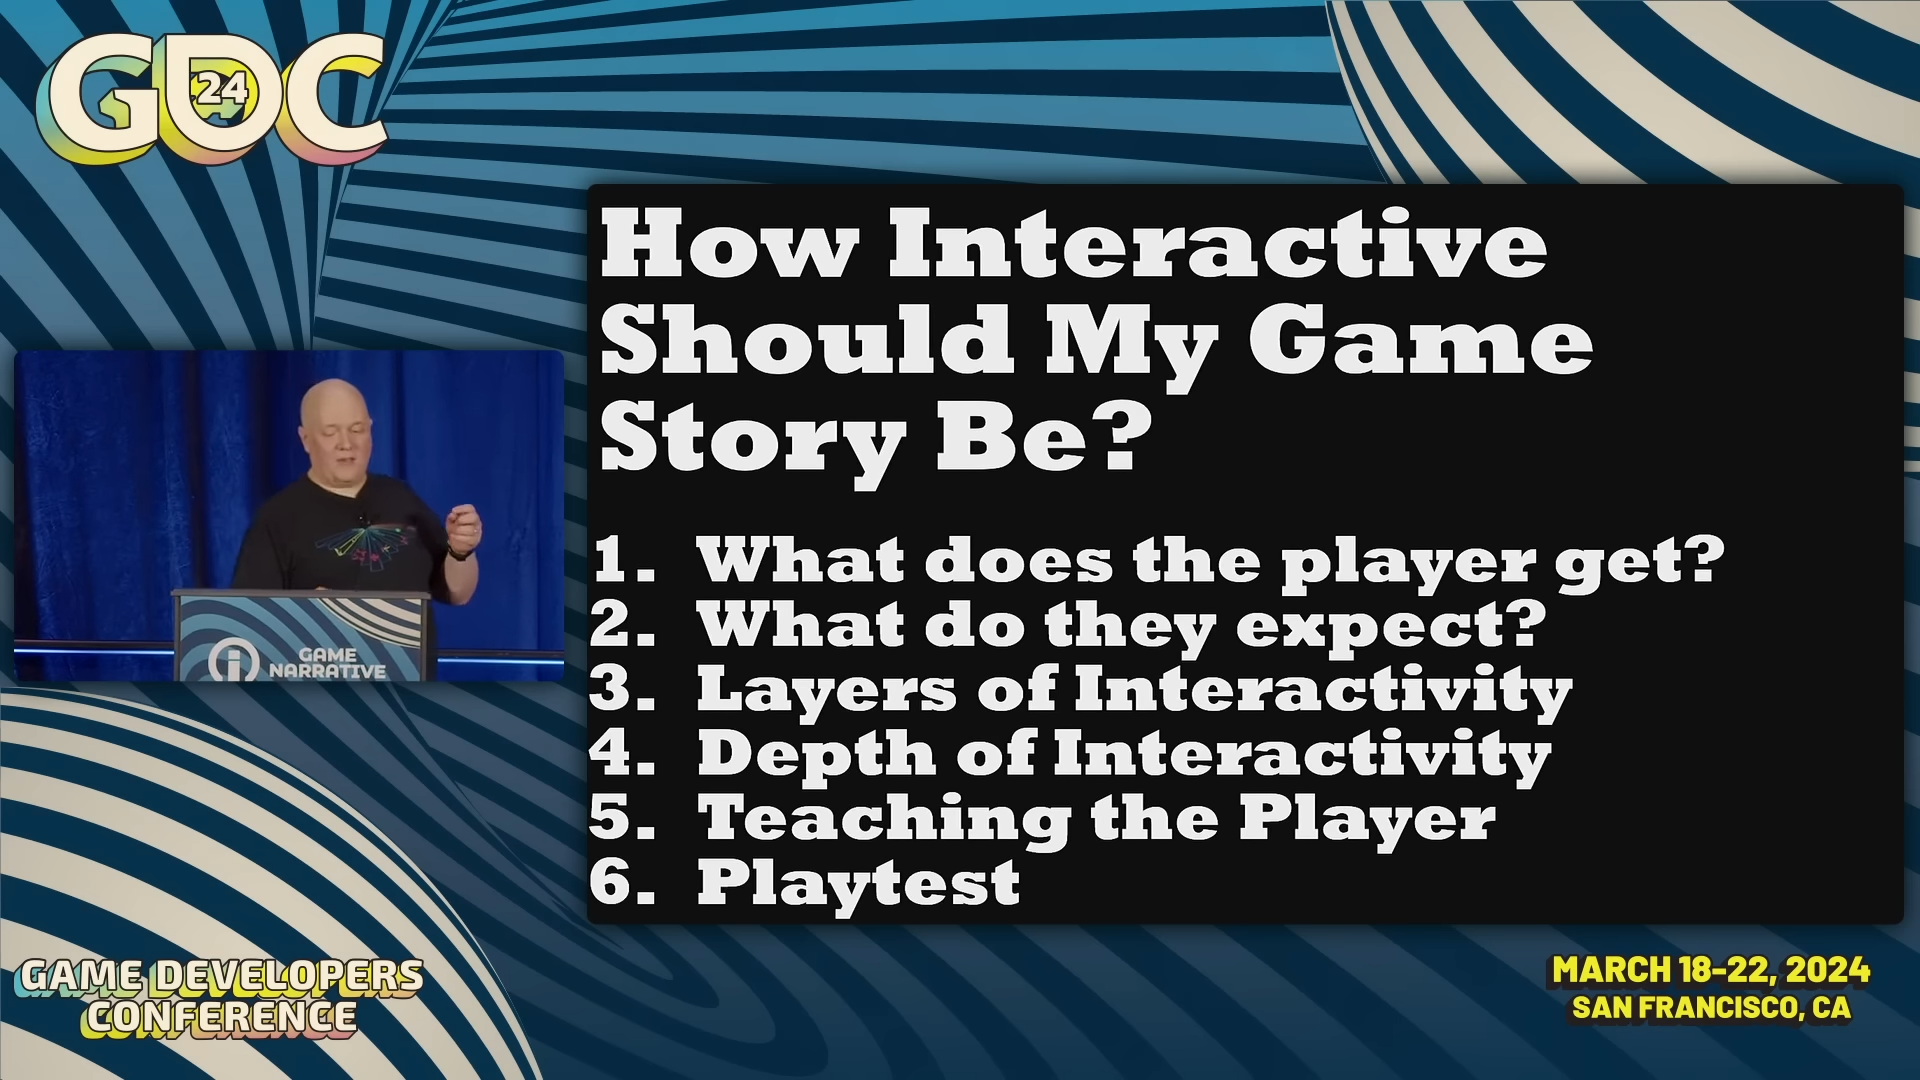 GDC
24
How Interactive
Should My Game
Story Be?
1. What does the player get?
2. What do they expect?
3. Layers of Interactivity
4. Depth of Interactivity
5. Teaching the Player
6. Playtest
GAME
NARRATIVE
GAME DEVELOPERS
CONFERENCE
MARCH 18-22, 2024
SAN FRANCISCO, CA